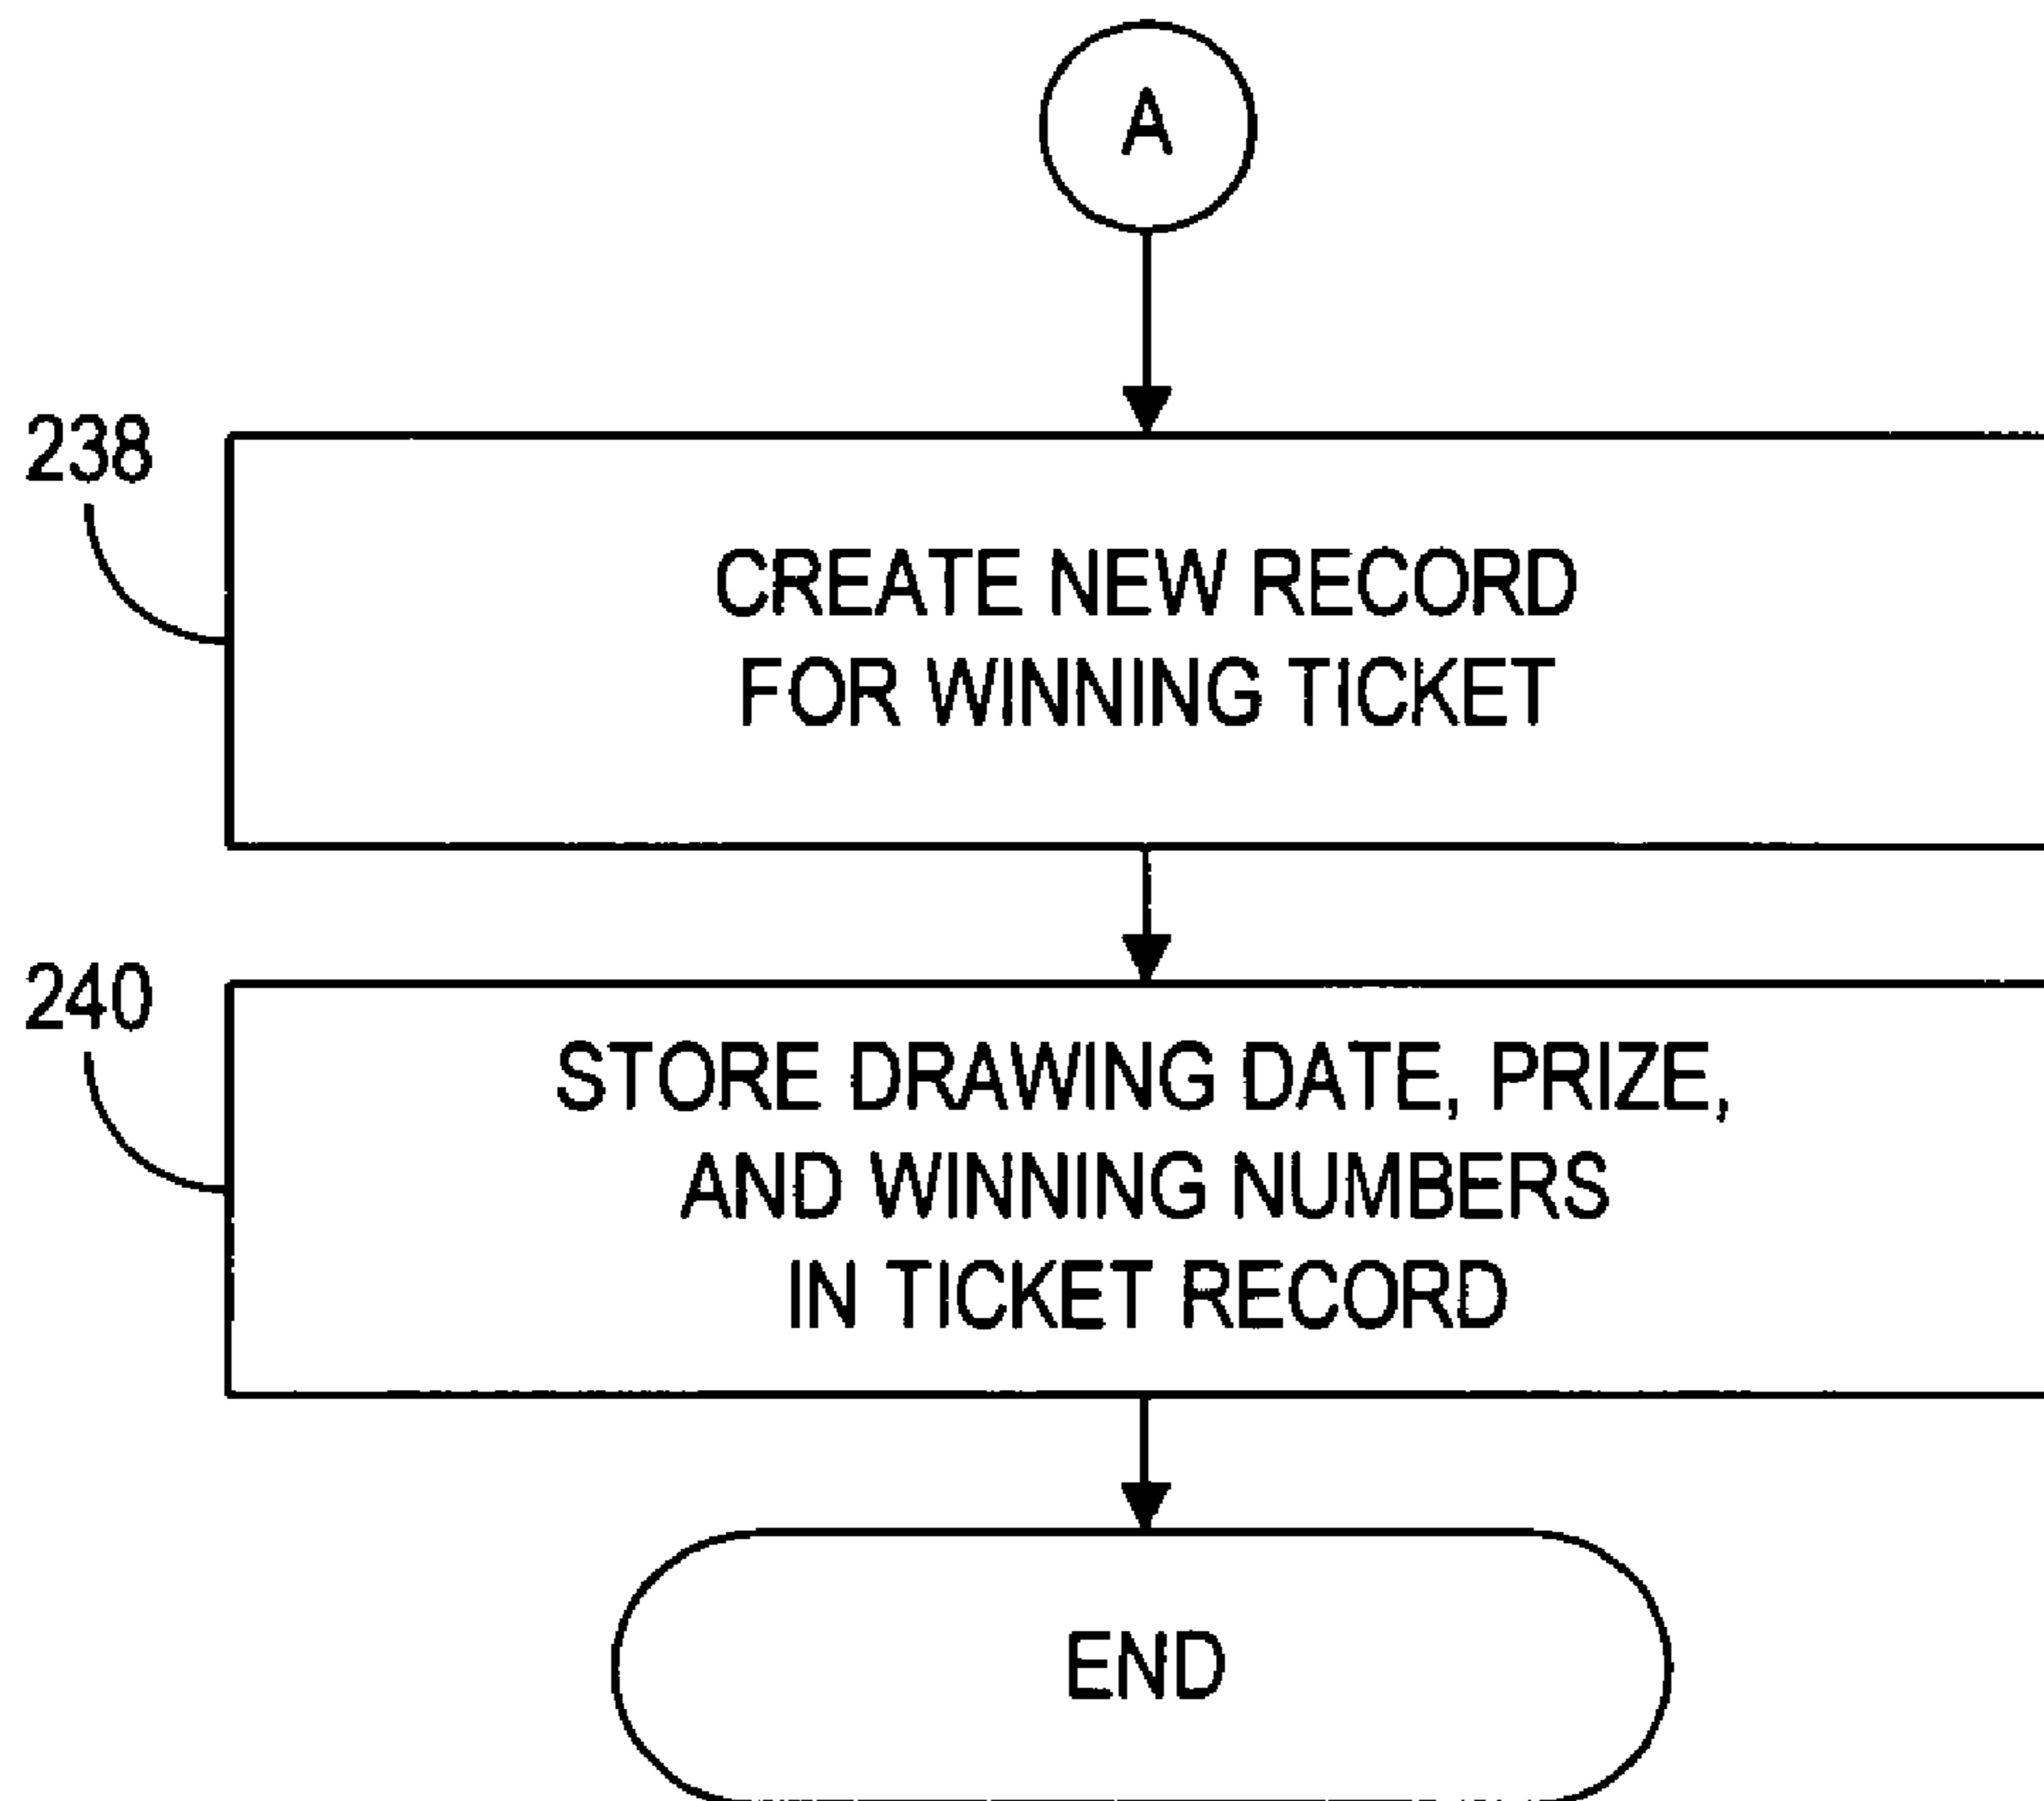 A
238
CREATE NEW RECORD
FOR WINNING TICKET
240
STORE DRAWING DATE, PRIZE,
AND WINNING NUMBERS
IN TICKET RECORD
END